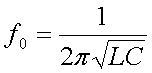 f₀ = 1 / 2π√LC